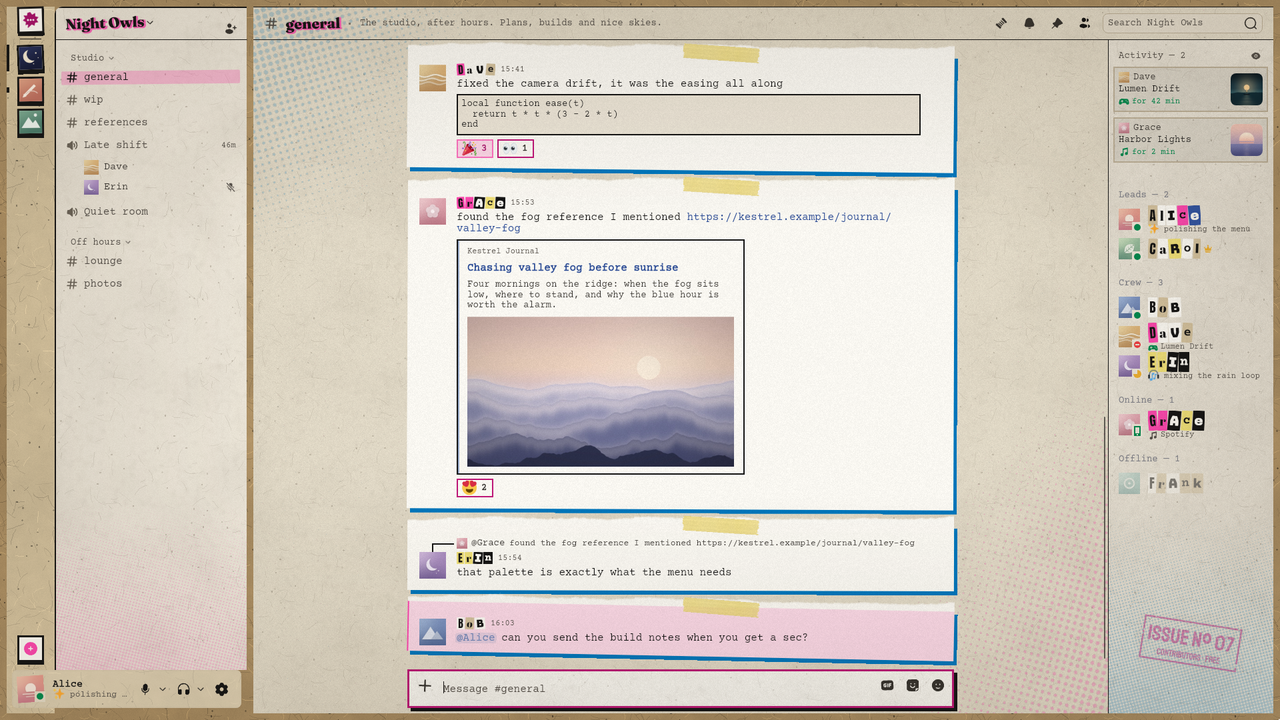 Night Owls
Studio
# general
# wip
# references
Late shift 46m
Dave
Erin
Quiet room
Off hours
# lounge
# photos
Alice
polishing …
# general · The studio, after hours. Plans, builds and nice skies.
Search Night Owls
Dave 15:41
fixed the camera drift, it was the easing all along
local function ease(t)
return t * t * (3 - 2 * t)
end
3
1
Grace 15:53
found the fog reference I mentioned https://kestrel.example/journal/
valley-fog
Kestrel Journal
Chasing valley fog before sunrise
Four mornings on the ridge: when the fog sits
low, where to stand, and why the blue hour is
worth the alarm.
2
@Grace found the fog reference I mentioned https://kestrel.example/journal/valley-fog
Erin 15:54
that palette is exactly what the menu needs
Bob 16:03
@Alice can you send the build notes when you get a sec?
Message #general
GIF
Activity — 2
Dave
Lumen Drift
for 42 min
Grace
Harbor Lights
for 2 min
Leads — 2
Alice
polishing the menu
Carol
Crew — 3
Bob
Dave
Lumen Drift
Erin
mixing the rain loop
Online — 1
Grace
Spotify
Offline — 1
Frank
ISSUE Nº 07
CONTRIBUTORS FREE